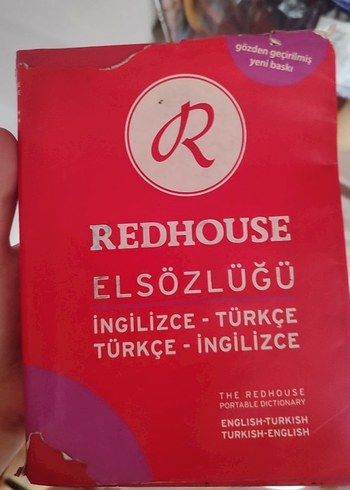 gözden geçirilmiş
yeni baskı
R
REDHOUSE
ELSÖZLÜĞÜ
İNGİLİZCE - TÜRKÇE
TÜRKÇE - İNGİLİZCE
THE REDHOUSE
PORTABLE DICTIONARY
ENGLISH-TURKISH
TURKISH-ENGLISH